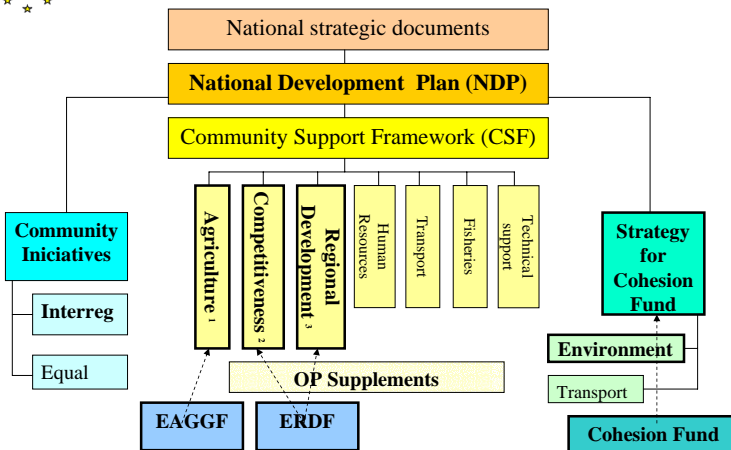 National strategic documents
National Development Plan (NDP)
Community Support Framework (CSF)
Community
Iniciatives
Interreg
Equal
Agriculture ¹
Competitiveness ²
Regional
Development ³
Human
Resources
Transport
Fisheries
Technical
support
Strategy
for
Cohesion
Fund
Environment
Transport
OP Supplements
EAGGF
ERDF
Cohesion Fund